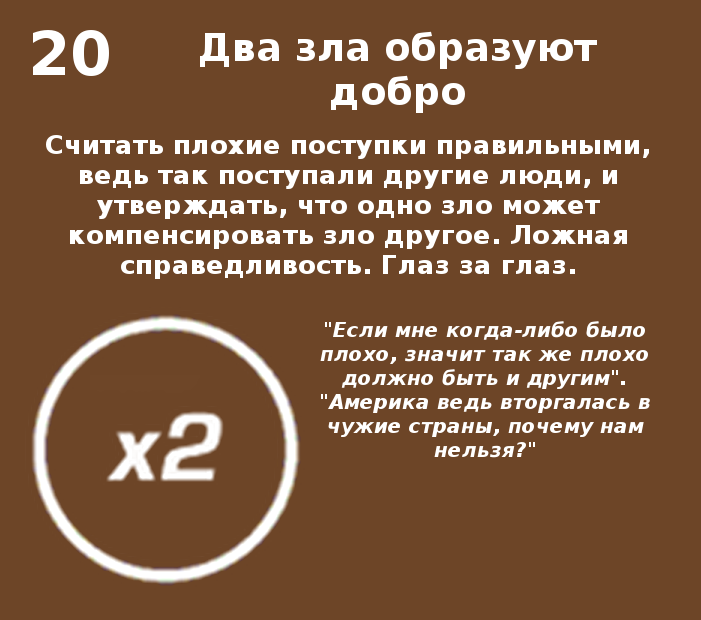 20
Два зла образуют
добро
Считать плохие поступки правильными,
ведь так поступали другие люди, и
утверждать, что одно зло может
компенсировать зло другое. Ложная
справедливость. Глаз за глаз.
"Если мне когда-либо было
плохо, значит так же плохо
должно быть и другим".
"Америка ведь вторгалась в
чужие страны, почему нам
нельзя?"
x2